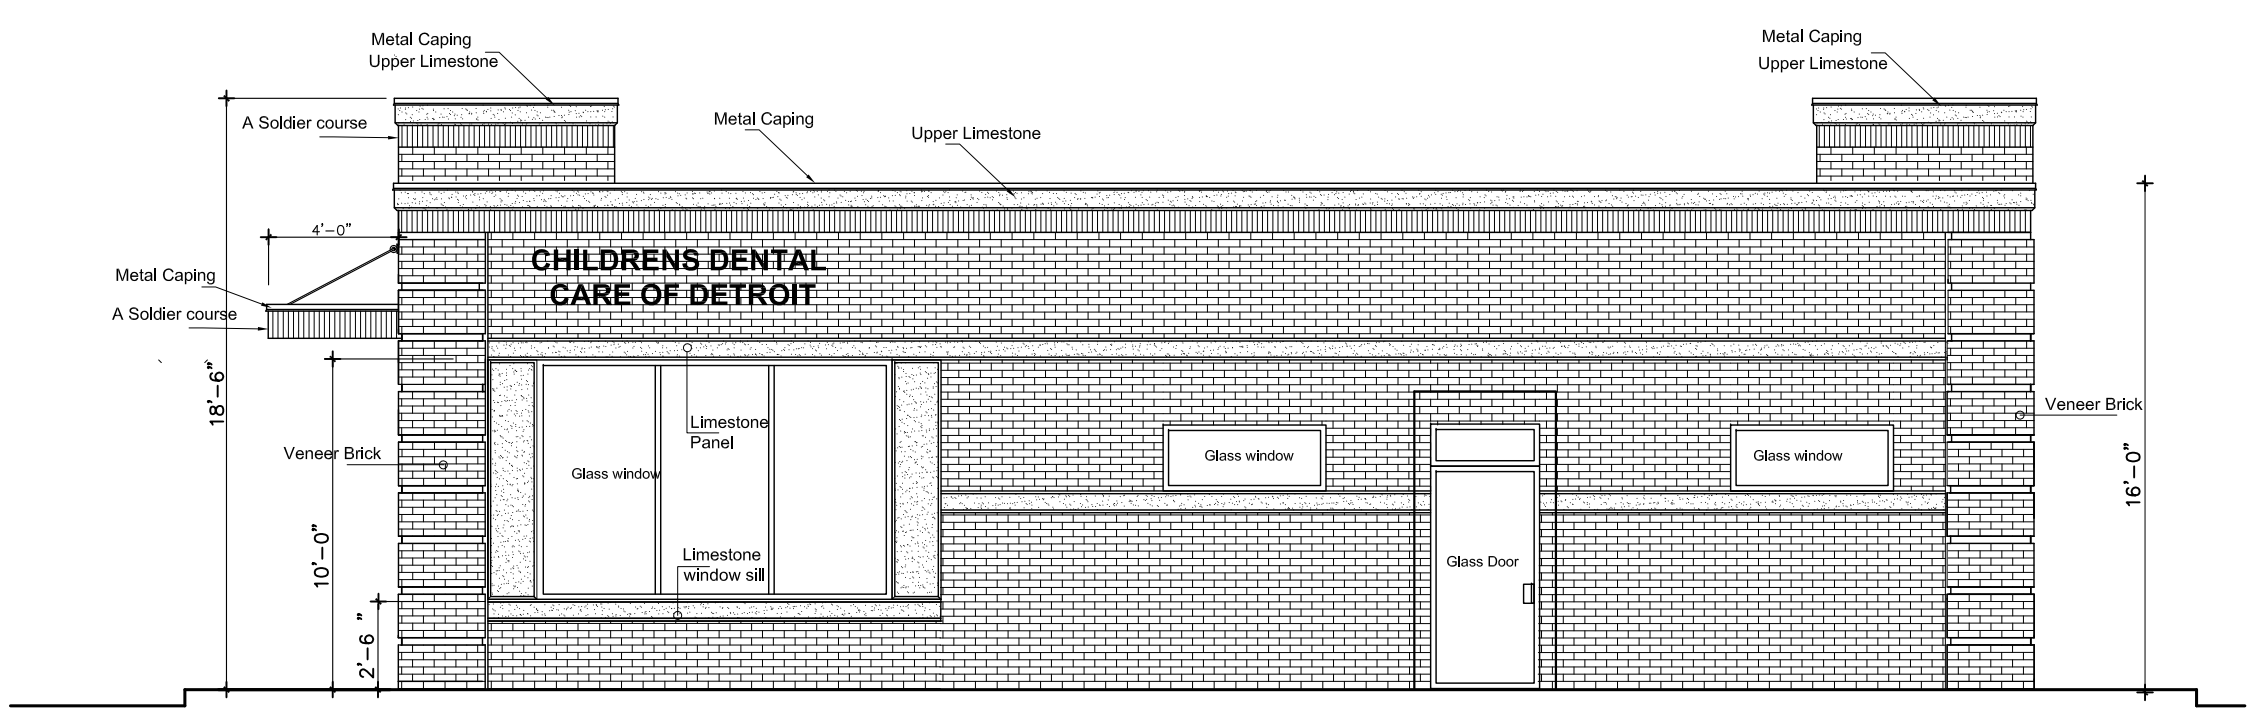 Metal Caping
Upper Limestone
Metal Caping
Upper Limestone
A Soldier course
Metal Caping
Upper Limestone
4'-0"
CHILDRENS DENTAL
CARE OF DETROIT
Metal Caping
A Soldier course
18'-6"
Limestone
Panel
Veneer Brick
Veneer Brick
Glass window
Glass window
Glass window
16'-0"
10'-0"
Limestone
window sill
Glass Door
2'-6 "